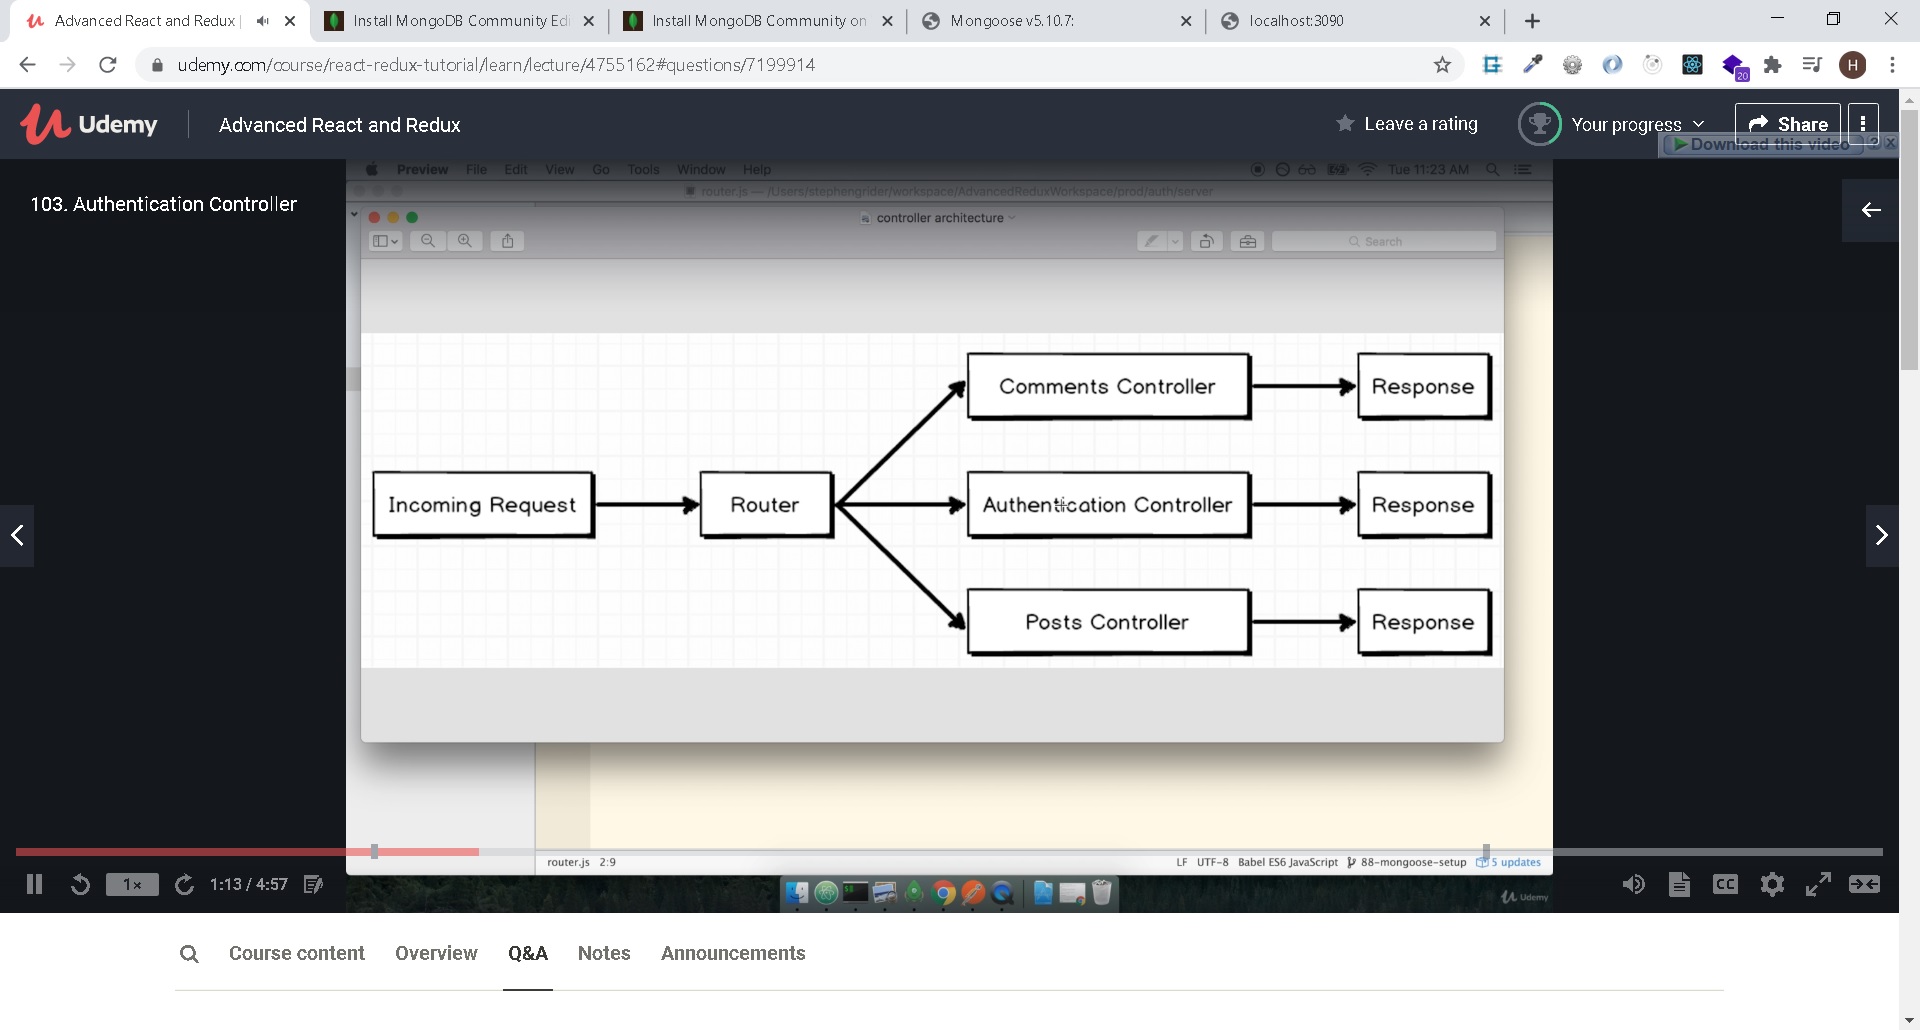 Advanced React and Redux |
Install MongoDB Community Edi
Install MongoDB Community on
Mongoose v5.10.7:
localhost:3090
udemy.com/course/react-redux-tutorial/learn/lecture/4755162#questions/7199914
20
H
Udemy
Advanced React and Redux
Leave a rating
Your progress
Share
Download this video
? X
Preview File Edit View Go Tools Window Help
Tue 11:23 AM
router.js — /Users/stephengrider/workspace/AdvancedReduxWorkspace/prod/auth/server
103. Authentication Controller
controller architecture
Search
Comments Controller
Response
Incoming Request
Router
Authentication Controller
Response
Posts Controller
Response
router.js 2:9
LF UTF-8 Babel ES6 JavaScript 88-mongoose-setup 5 updates
1x
1:13 / 4:57
CC
Udemy
Course content
Overview
Q&A
Notes
Announcements